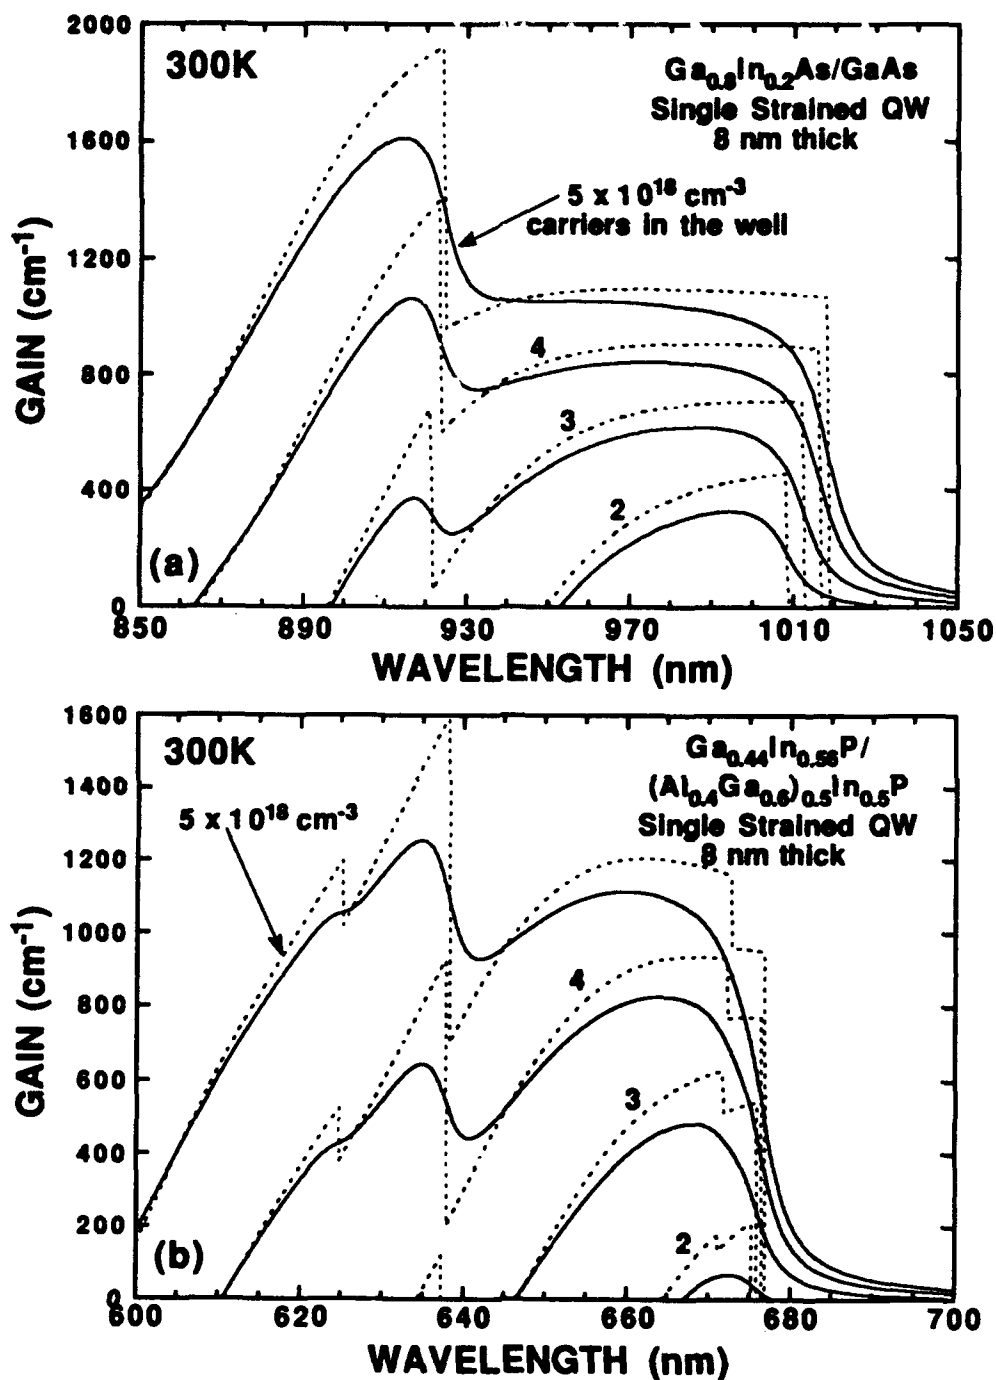 2000
1600
1200
800
400
0
GAIN (cm⁻¹)
300K
Ga₀.₈In₀.₂As/GaAs
Single Strained QW
8 nm thick
5 x 10¹⁸ cm⁻³
carriers in the well
4
3
2
(a)
850 890 930 970 1010 1050
WAVELENGTH (nm)
1600
1400
1200
1000
800
600
400
200
0
GAIN (cm⁻¹)
300K
Ga₀.₄₄In₀.₅₆P/
(Al₀.₄Ga₀.₆)₀.₅In₀.₅P
Single Strained QW
8 nm thick
5 x 10¹⁸ cm⁻³
4
3
2
(b)
600 620 640 660 680 700
WAVELENGTH (nm)